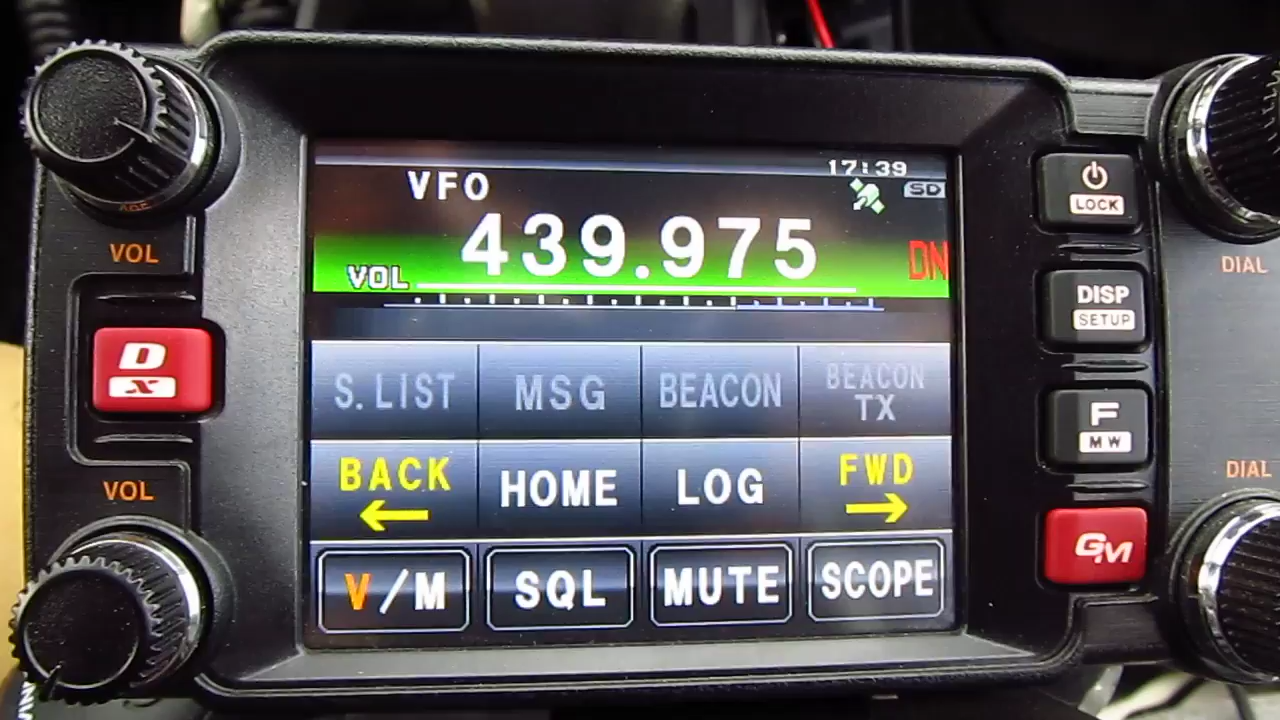 17:39
VFO
SD
439.975
DN
VOL
S.LIST MSG BEACON BEACON TX
BACK HOME LOG FWD
V/M SQL MUTE SCOPE
VOL
D
X
VOL
LOCK
DISP
SETUP
F
MW
GM
DIAL
DIAL